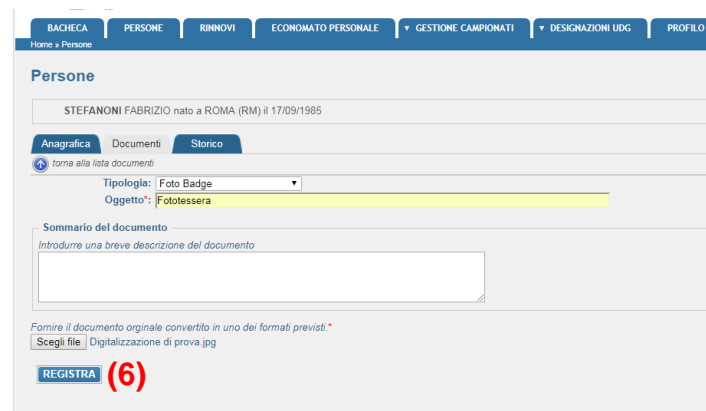 BACHECA PERSONE RINNOVI ECONOMATO PERSONALE ▼ GESTIONE CAMPIONATI ▼ DESIGNAZIONI UDG PROFILO
Home » Persone
Persone
STEFANONI FABRIZIO nato a ROMA (RM) il 17/09/1985
Anagrafica Documenti Storico
torna alla lista documenti
Tipologia: Foto Badge ▼
Oggetto*: Fototessera
Sommario del documento
Introdurre una breve descrizione del documento
Fornire il documento orginale convertito in uno dei formati previsti.*
Scegli file Digitalizzazione di prova.jpg
REGISTRA (6)